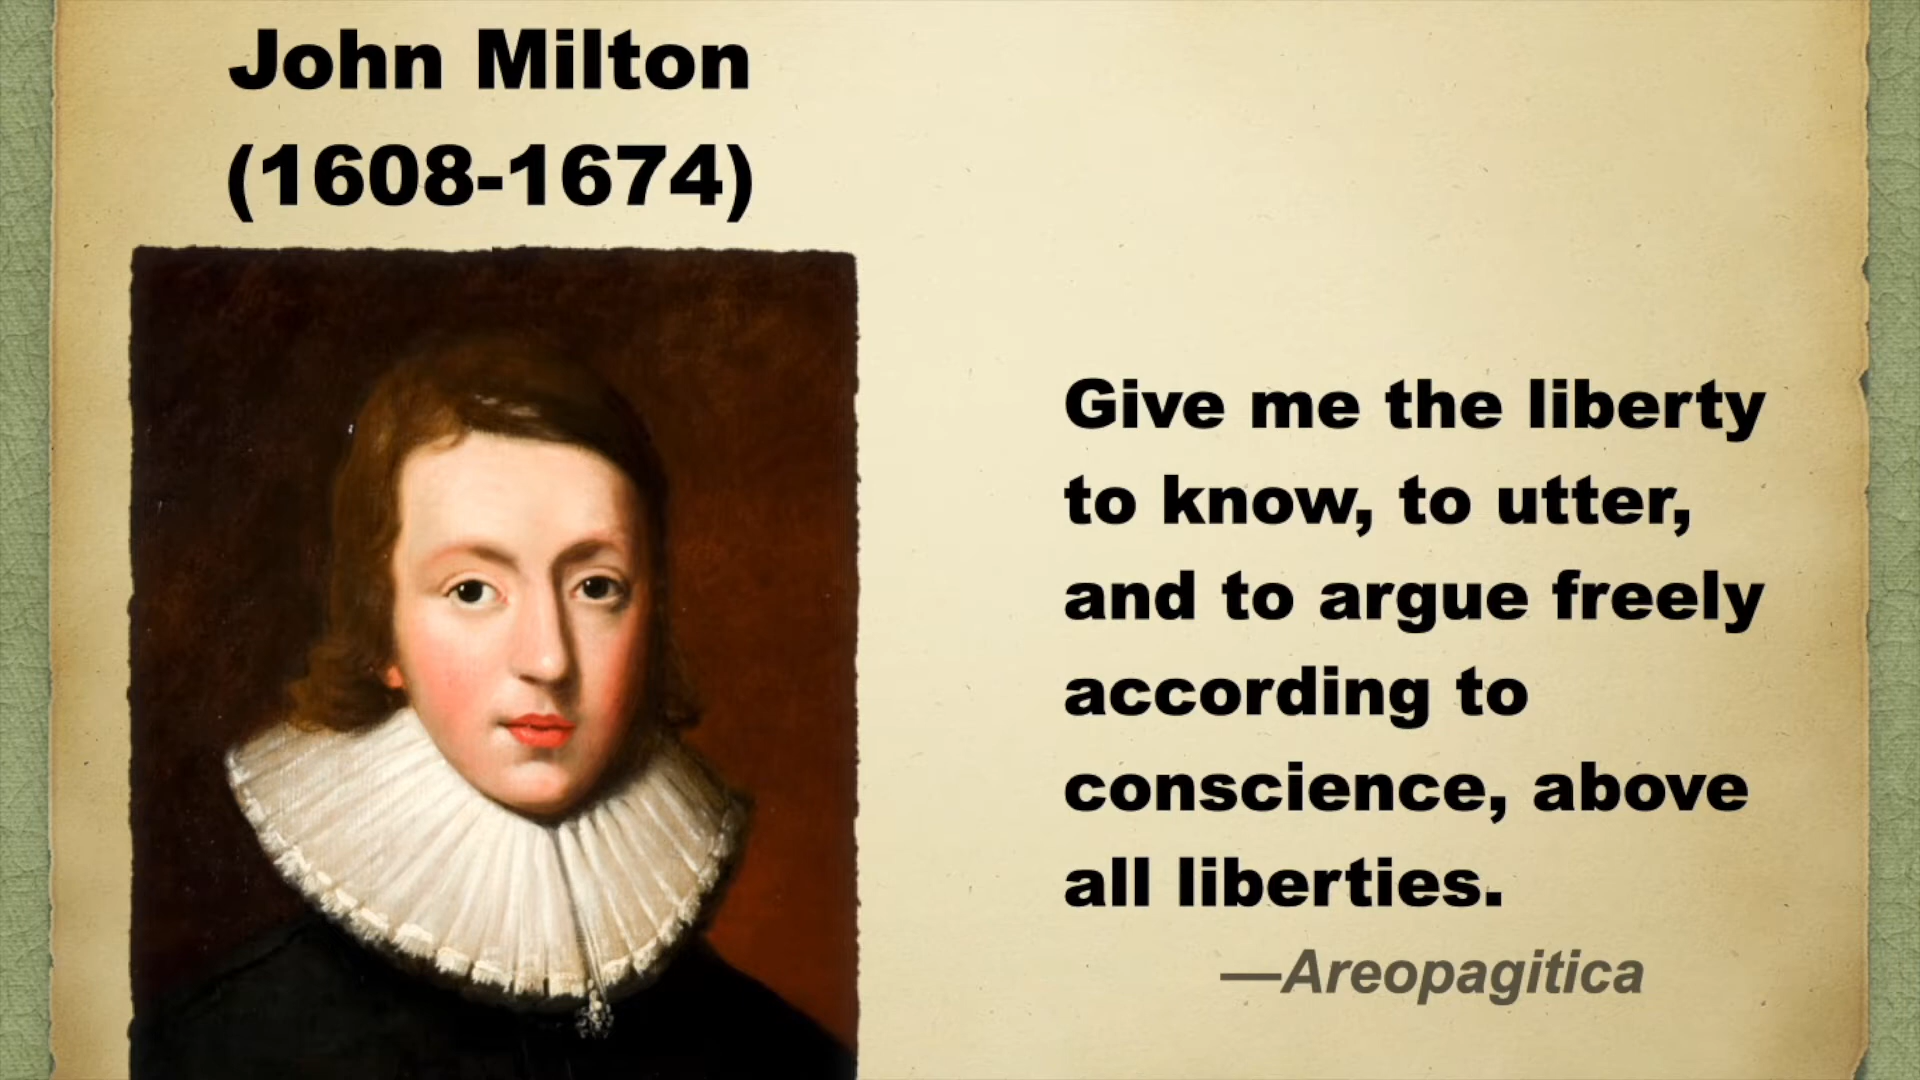 John Milton
(1608-1674)
Give me the liberty
to know, to utter,
and to argue freely
according to
conscience, above
all liberties.
—Areopagitica